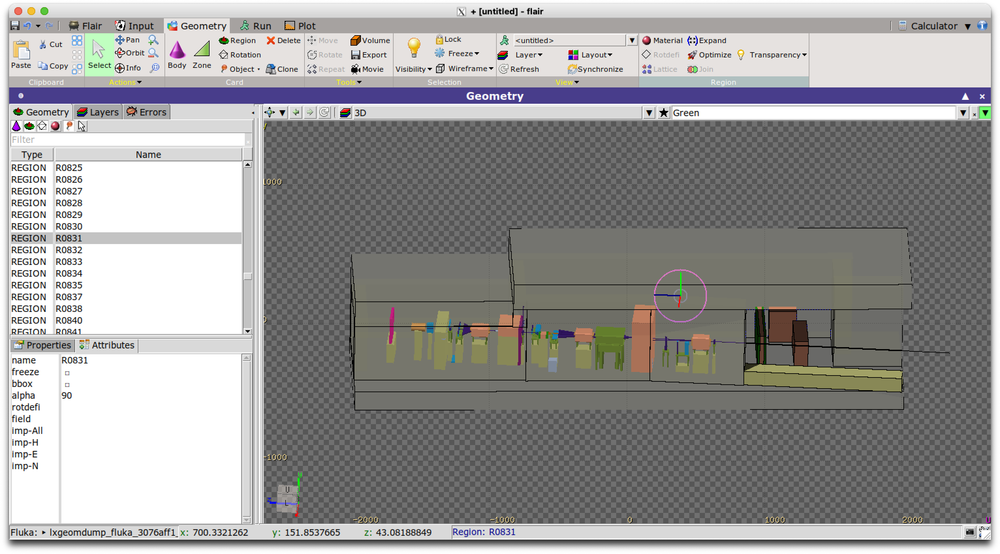 + [untitled] - flair
Flair Input Geometry Run Plot Calculator
Paste Cut Copy Select Pan Orbit Info Body Zone Region Rotation Object Delete Clone Move Rotate Repeat Volume Export Movie Visibility Lock Freeze Wireframe <untitled> Layer Refresh Layout Synchronize Material Rotdefi Lattice Expand Optimize Join Transparency
Clipboard Actions Card Tools Selection View Region
Geometry
Geometry Layers Errors 3D Green
Filter
Type Name
REGION R0825
REGION R0826
REGION R0827
REGION R0828
REGION R0829
REGION R0830
REGION R0831
REGION R0832
REGION R0833
REGION R0834
REGION R0835
REGION R0837
REGION R0838
REGION R0840
REGION R0841
Properties Attributes
name R0831
freeze
bbox
alpha 90
rotdefi
field
imp-All
imp-H
imp-E
imp-N
1000
0
-1000
y
U
z L
-2000 -1000 0 1000 2000 U
Fluka: lxgeomdump_fluka_3076aff1_ x: 700.3321262 y: 151.8537665 z: 43.08188849 Region: R0831